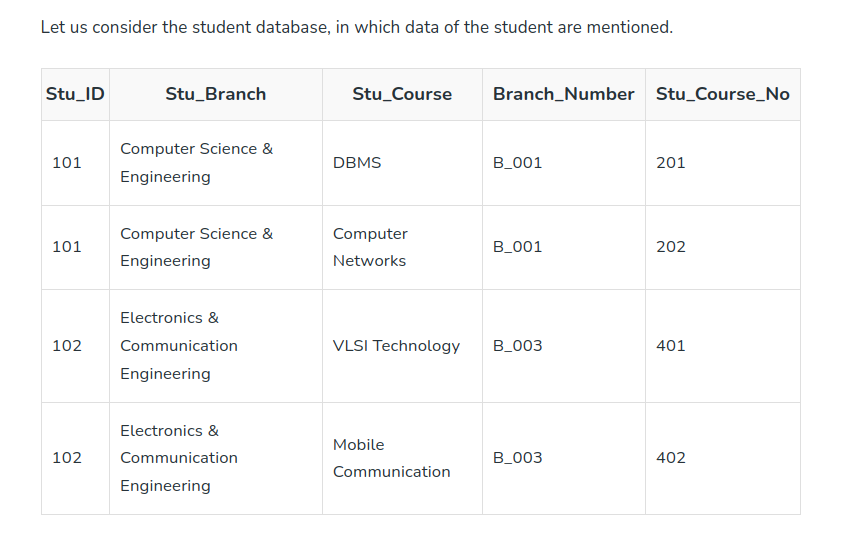 Let us consider the student database, in which data of the student are mentioned.
Stu_ID Stu_Branch Stu_Course Branch_Number Stu_Course_No
101 Computer Science & Engineering DBMS B_001 201
101 Computer Science & Engineering Computer Networks B_001 202
102 Electronics & Communication Engineering VLSI Technology B_003 401
102 Electronics & Communication Engineering Mobile Communication B_003 402